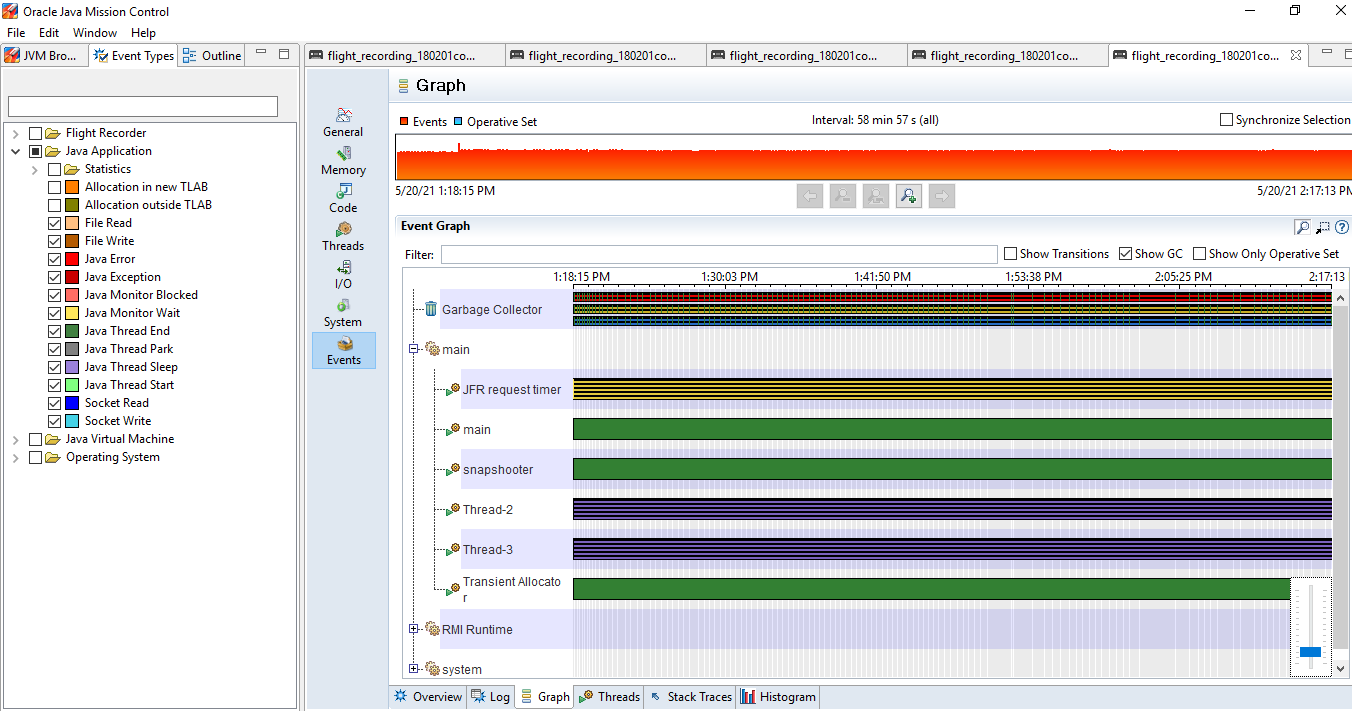 Oracle Java Mission Control
File Edit Window Help
JVM Bro...
Event Types
Outline
flight_recording_180201co...
flight_recording_180201co...
flight_recording_180201co...
flight_recording_180201co...
flight_recording_180201co...
Flight Recorder
Java Application
Statistics
Allocation in new TLAB
Allocation outside TLAB
File Read
File Write
Java Error
Java Exception
Java Monitor Blocked
Java Monitor Wait
Java Thread End
Java Thread Park
Java Thread Sleep
Java Thread Start
Socket Read
Socket Write
Java Virtual Machine
Operating System
General
Memory
Code
Threads
I/O
System
Events
Graph
Events Operative Set
Interval: 58 min 57 s (all)
Synchronize Selection
5/20/21 1:18:15 PM
5/20/21 2:17:13 PM
Event Graph
Filter:
Show Transitions
Show GC
Show Only Operative Set
1:18:15 PM 1:30:03 PM 1:41:50 PM 1:53:38 PM 2:05:25 PM 2:17:13
Garbage Collector
main
JFR request timer
main
snapshooter
Thread-2
Thread-3
Transient Allocato
r
RMI Runtime
system
Overview Log Graph Threads Stack Traces Histogram